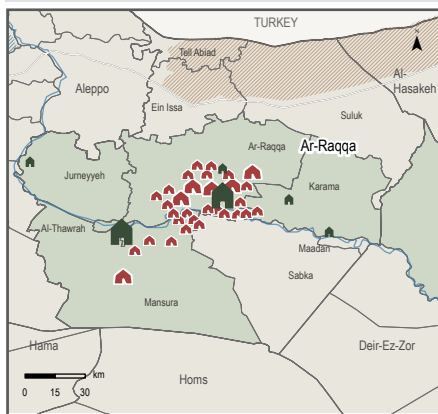 TURKEY
N
Tell Abiad
Aleppo
Al-
Hasakeh
Ein Issa
Suluk
Ar-Raqqa
Ar-Raqqa
Jurneyyeh
Karama
Al-Thawrah
Maadan
Sabka
Mansura
Hama
Deir-Ez-Zor
Homs
km
0 15 30